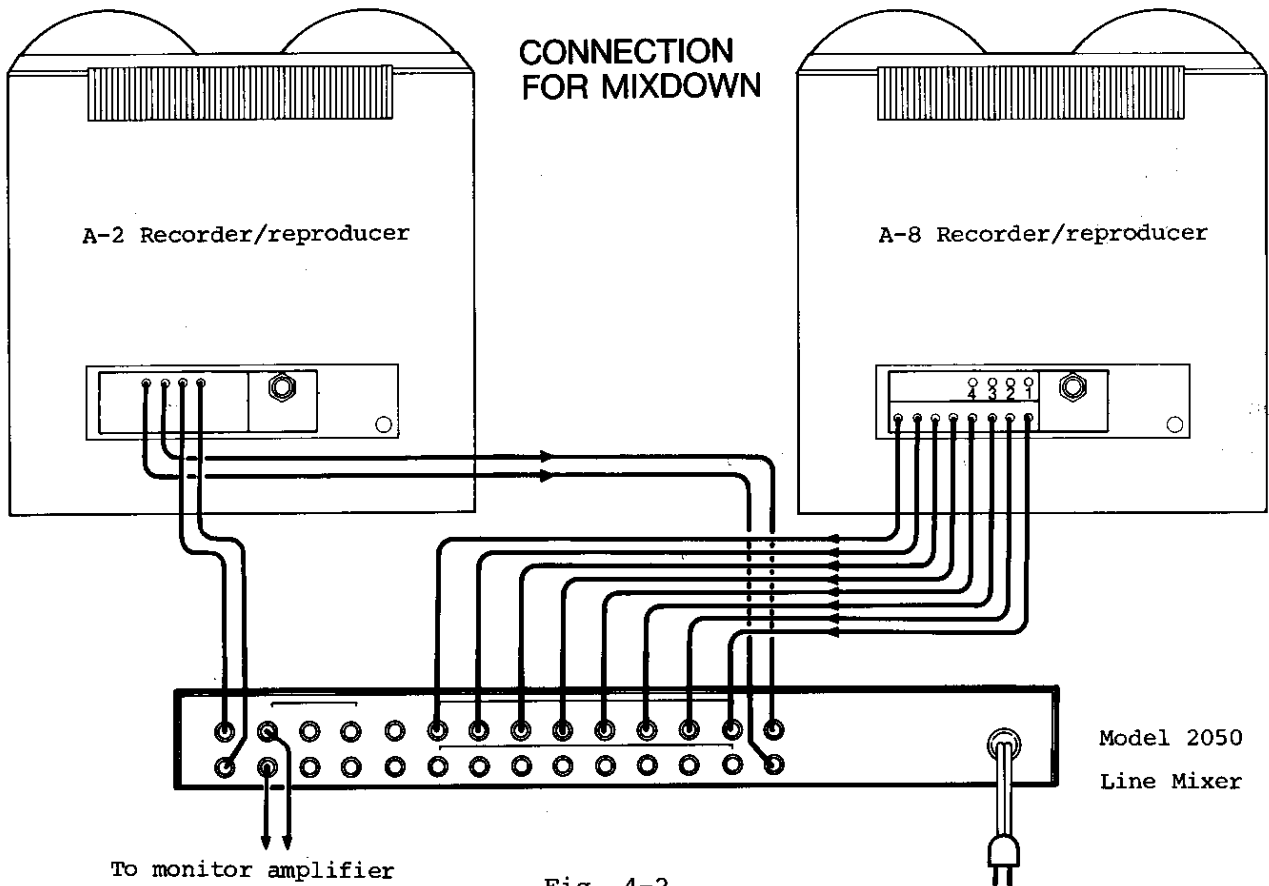 CONNECTION
FOR MIXDOWN
A-2 Recorder/reproducer
A-8 Recorder/reproducer
4 3 2 1
Model 2050
Line Mixer
To monitor amplifier